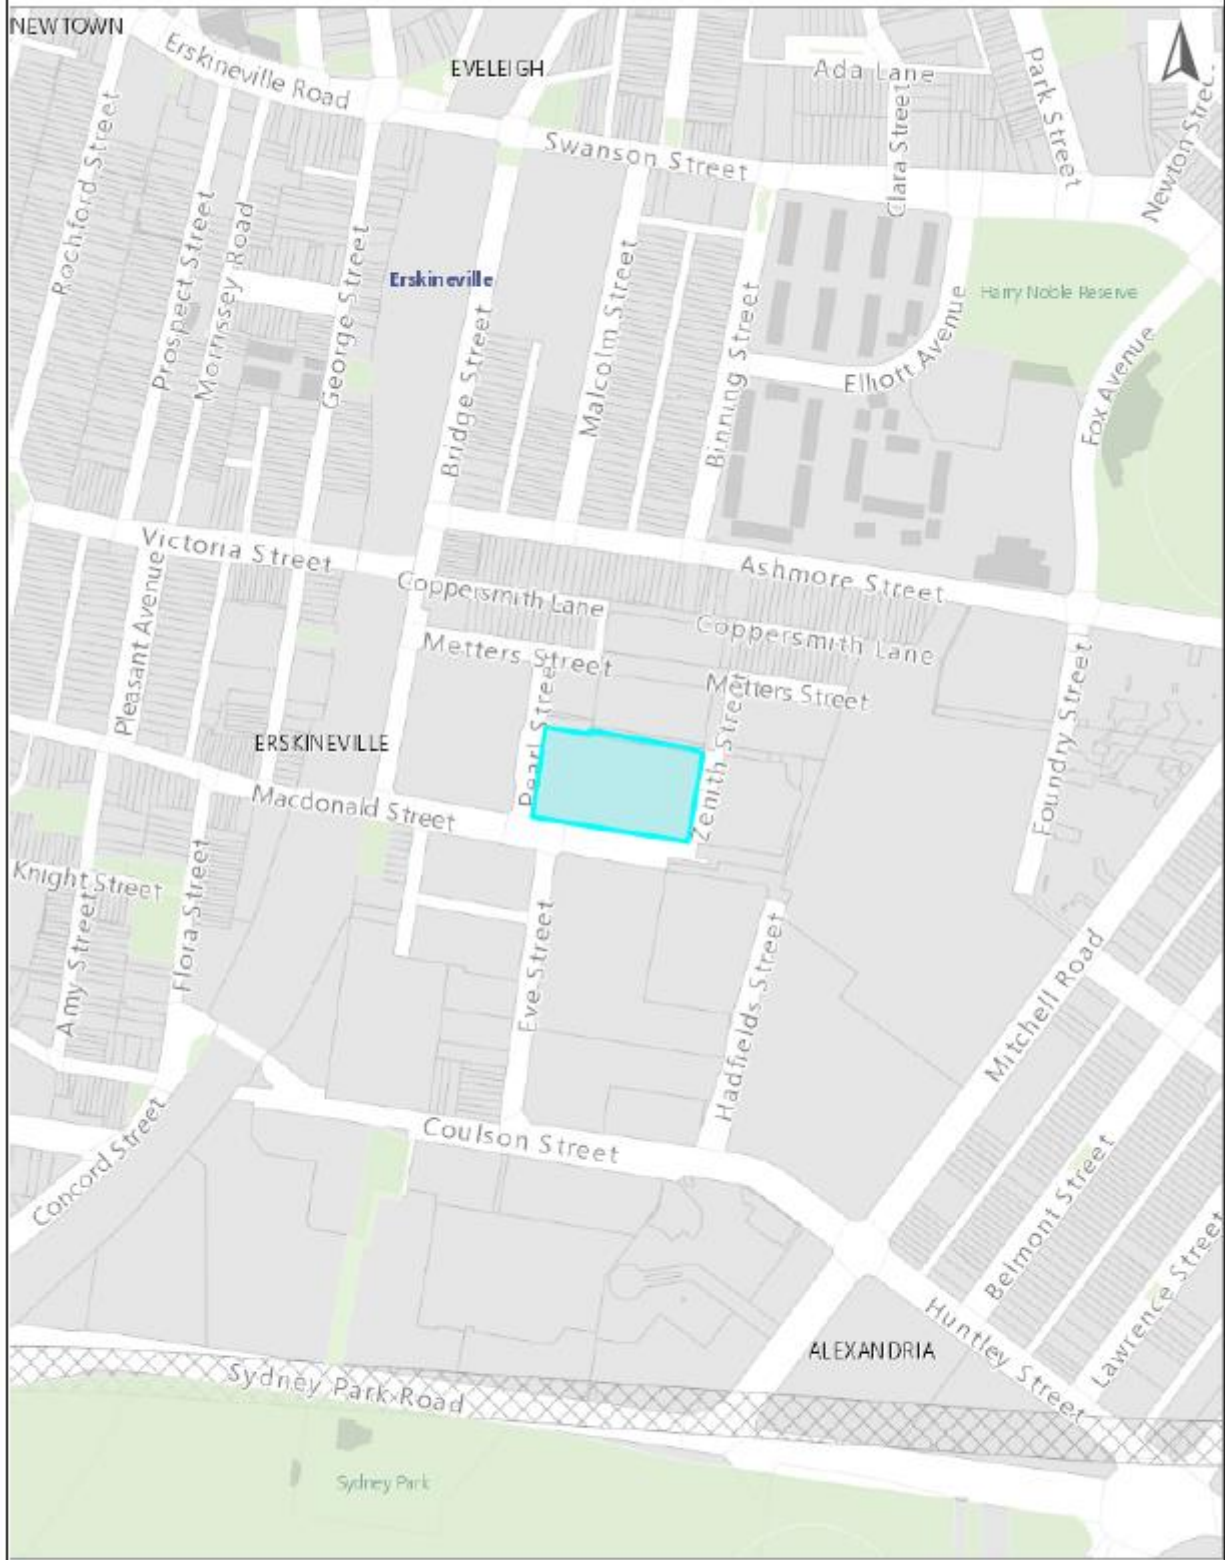 NEWTOWN
Erskineville Road
EVELEIGH
Ada Lane
Park Street
Newton Street
Swanson Street
Clara Street
Rochford Street
Prospect Street
Morrissey Road
George Street
Erskineville
Bridge Street
Malcolm Street
Binning Street
Elliott Avenue
Harry Noble Reserve
Fox Avenue
Victoria Street
Pleasant Avenue
Coppersmith Lane
Ashmore Street
Metters Street
Coppersmith Lane
Metters Street
Pearl Street
Zenith Street
Foundry Street
ERSKINEVILLE
Macdonald Street
Knight Street
Amy Street
Flora Street
Eve Street
Hadfields Street
Mitchell Road
Concord Street
Coulson Street
Belmont Street
Lawrence Street
Huntley Street
ALEXANDRIA
Sydney Park Road
Sydney Park